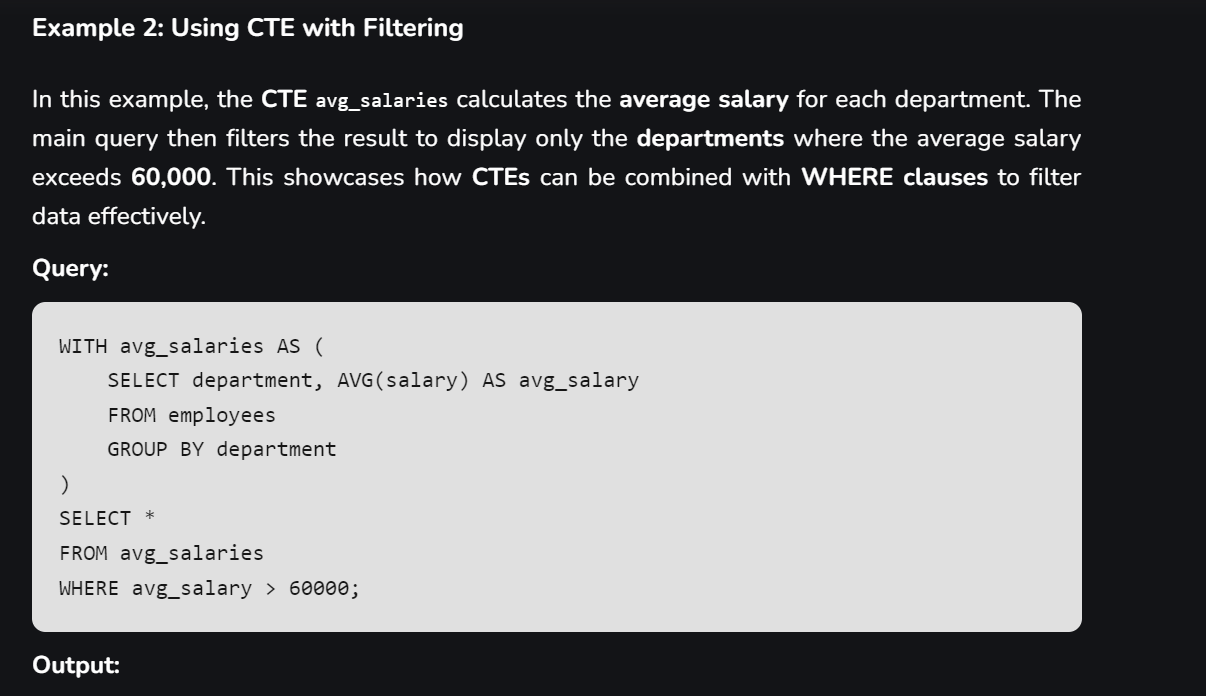 Example 2: Using CTE with Filtering
In this example, the CTE avg_salaries calculates the average salary for each department. The
main query then filters the result to display only the departments where the average salary
exceeds 60,000. This showcases how CTEs can be combined with WHERE clauses to filter
data effectively.
Query:
WITH avg_salaries AS (
    SELECT department, AVG(salary) AS avg_salary
    FROM employees
    GROUP BY department
)
SELECT *
FROM avg_salaries
WHERE avg_salary > 60000;
Output: